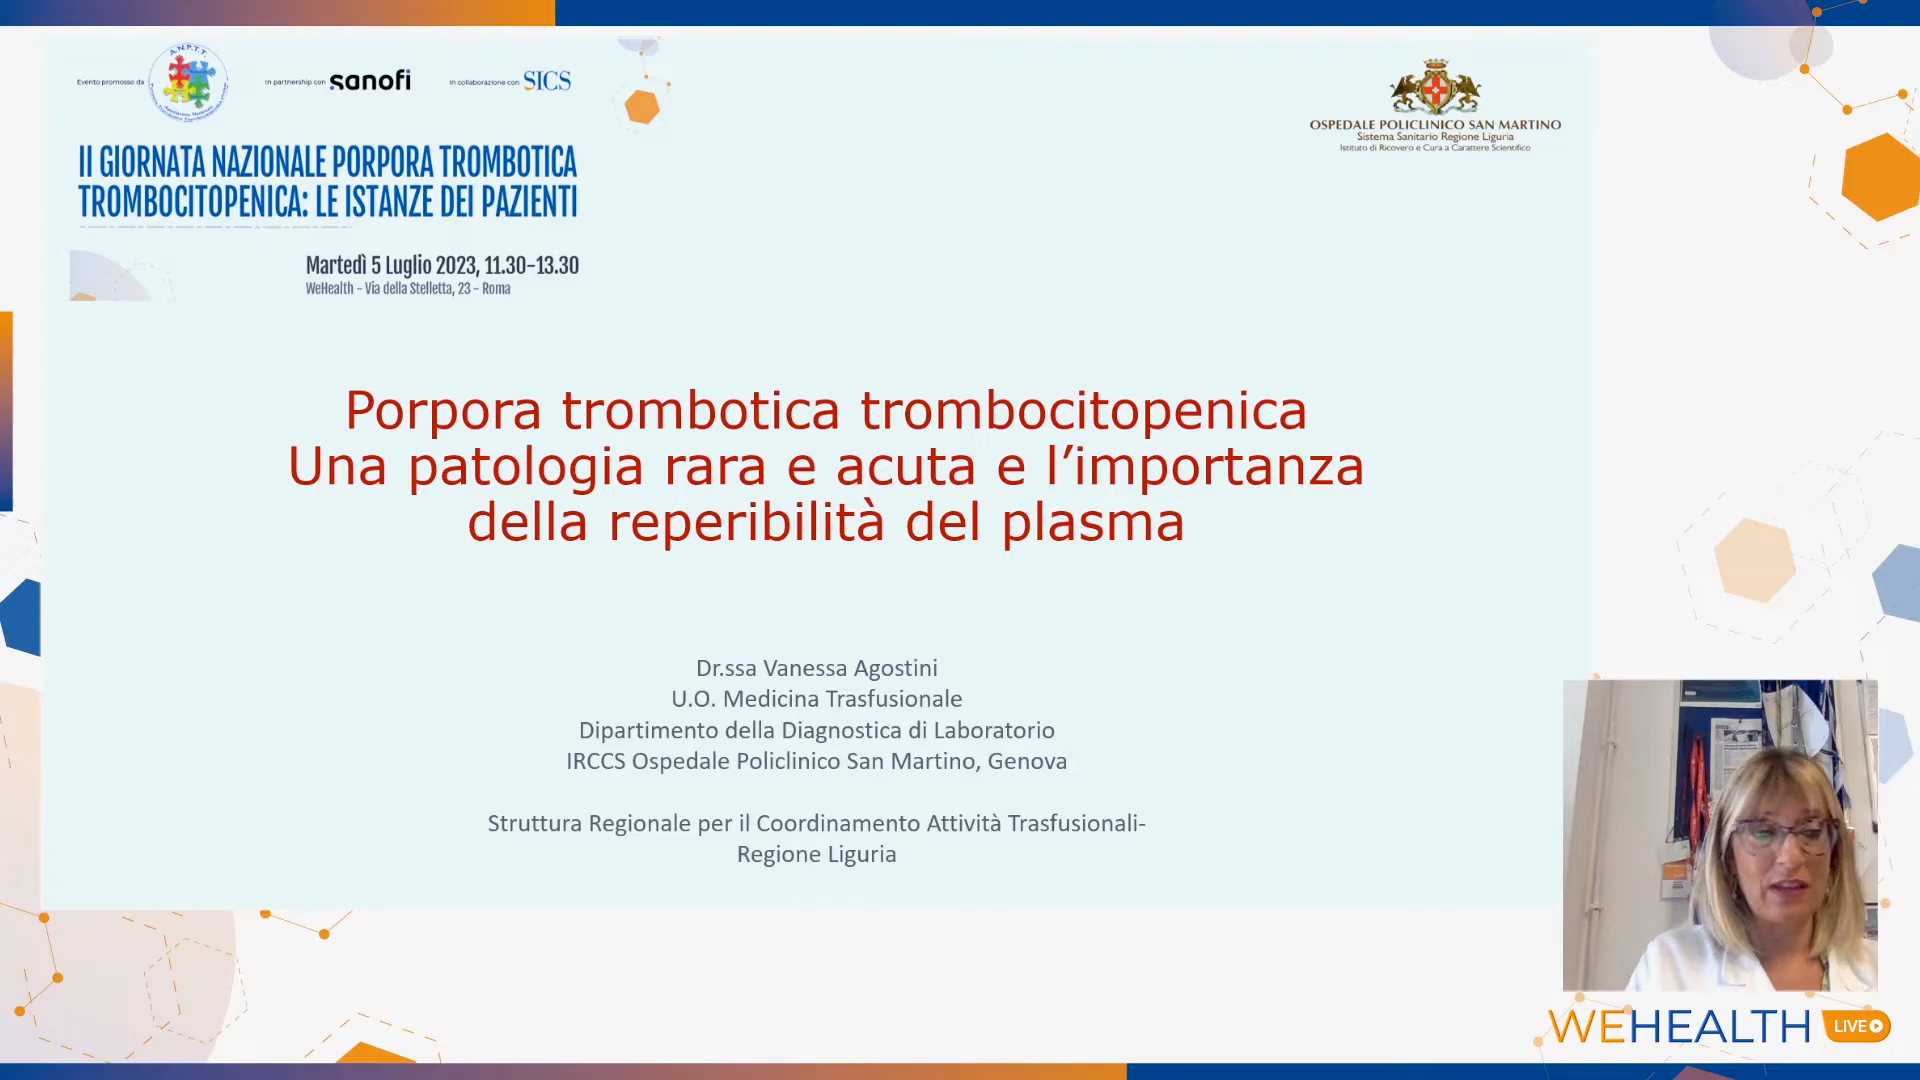 Evento promosso da
A.N.P.T.T.
In partnership con sanofi
In collaborazione con SICS
II GIORNATA NAZIONALE PORPORA TROMBOTICA
TROMBOCITOPENICA: LE ISTANZE DEI PAZIENTI
Martedì 5 Luglio 2023, 11.30-13.30
WeHealth - Via della Stelletta, 23 - Roma
OSPEDALE POLICLINICO SAN MARTINO
Sistema Sanitario Regione Liguria
Istituto di Ricovero e Cura a Carattere Scientifico
Porpora trombotica trombocitopenica
Una patologia rara e acuta e l’importanza
della reperibilità del plasma
Dr.ssa Vanessa Agostini
U.O. Medicina Trasfusionale
Dipartimento della Diagnostica di Laboratorio
IRCCS Ospedale Policlinico San Martino, Genova
Struttura Regionale per il Coordinamento Attività Trasfusionali-
Regione Liguria
WEHEALTH LIVE